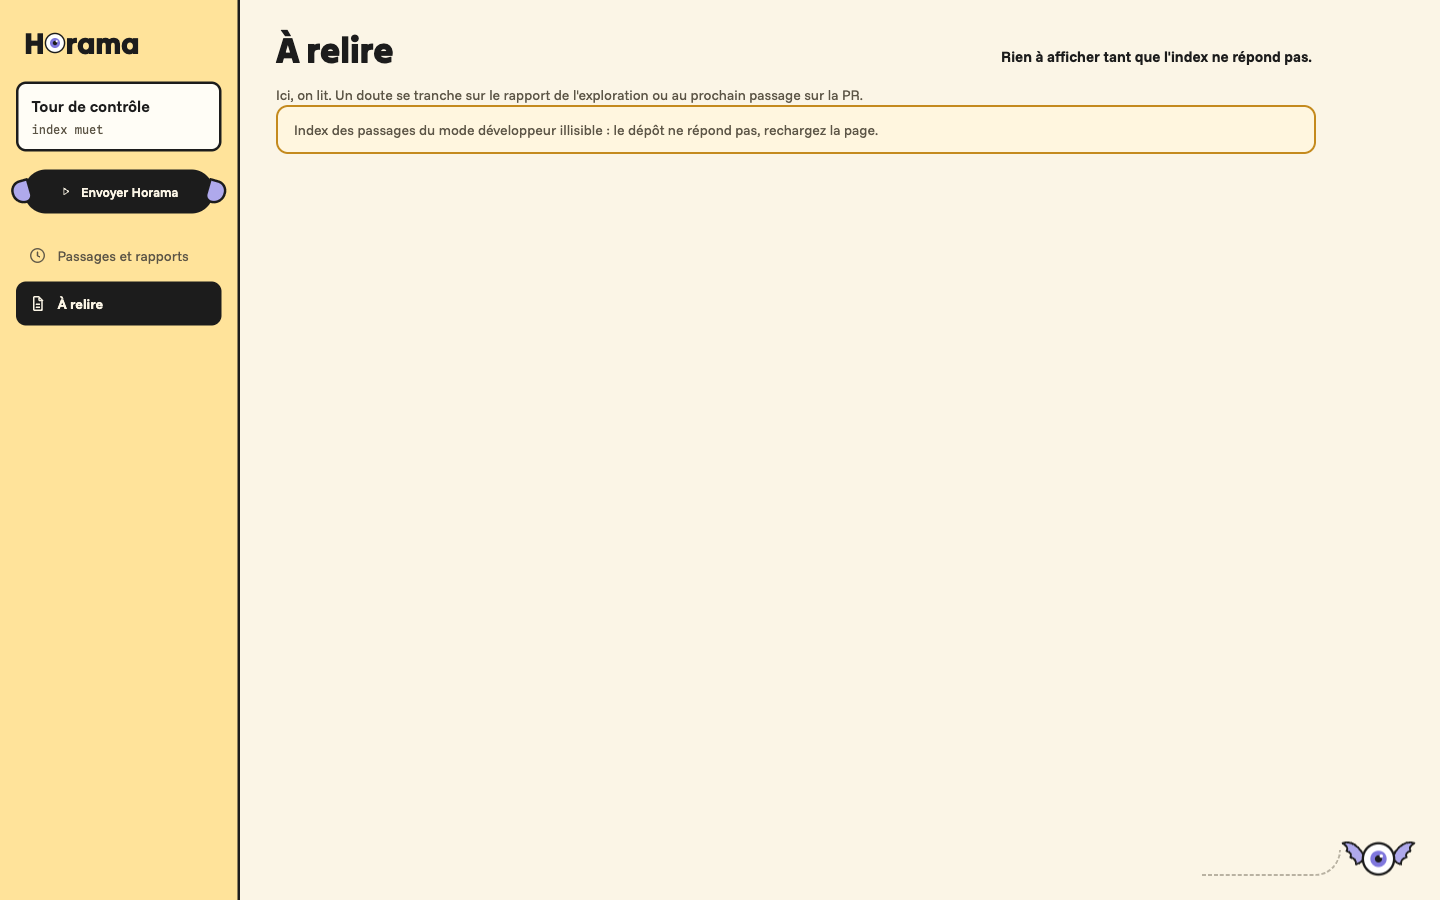 Horama
Tour de contrôle
index muet
Envoyer Horama
Passages et rapports
À relire
À relire
Rien à afficher tant que l'index ne répond pas.
Ici, on lit. Un doute se tranche sur le rapport de l'exploration ou au prochain passage sur la PR.
Index des passages du mode développeur illisible : le dépôt ne répond pas, rechargez la page.